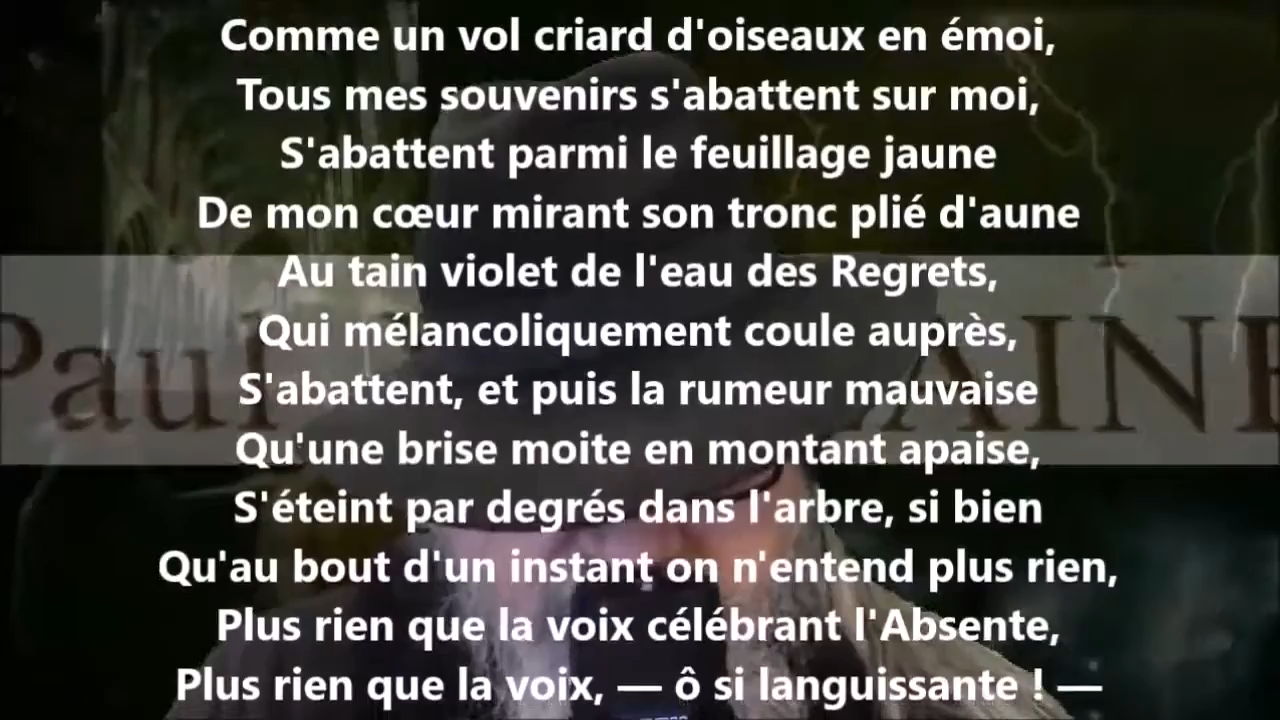 Comme un vol criard d'oiseaux en émoi,
Tous mes souvenirs s'abattent sur moi,
S'abattent parmi le feuillage jaune
De mon cœur mirant son tronc plié d'aune
Au tain violet de l'eau des Regrets,
Qui mélancoliquement coule auprès,
S'abattent, et puis la rumeur mauvaise
Qu'une brise moite en montant apaise,
S'éteint par degrés dans l'arbre, si bien
Qu'au bout d'un instant on n'entend plus rien,
Plus rien que la voix célébrant l'Absente,
Plus rien que la voix, — ô si languissante ! —
Paul AINE